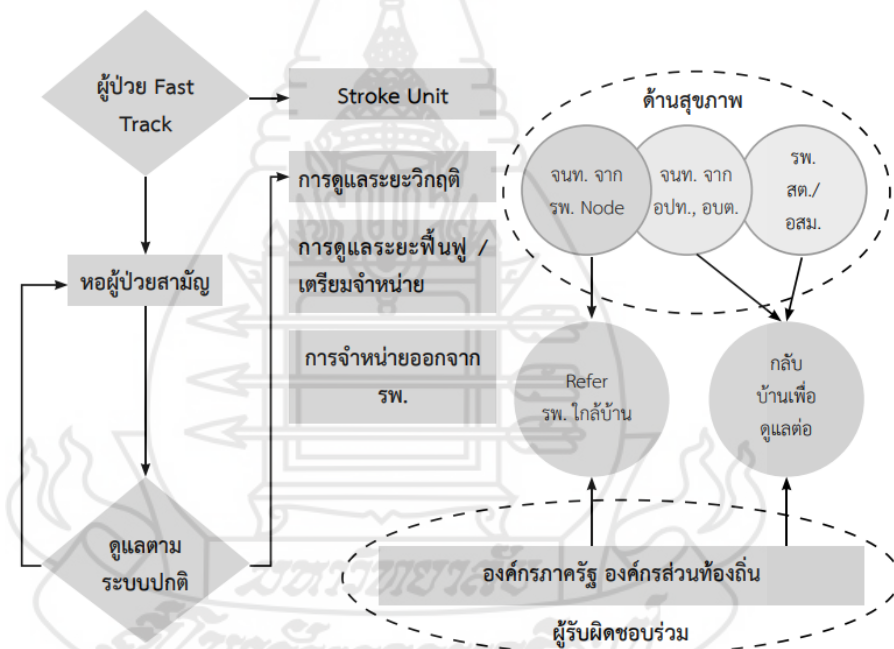 ผู้ป่วย Fast
Track
Stroke Unit
ด้านสุขภาพ
การดูแลระยะวิกฤติ
จนท. จาก
รพ. Node
จนท. จาก
อปท., อบต.
รพ.
สต./
อสม.
หอผู้ป่วยสามัญ
การดูแลระยะฟื้นฟู /
เตรียมจำหน่าย
การจำหน่ายออกจาก
รพ.
Refer
รพ. ใกล้บ้าน
กลับ
บ้านเพื่อ
ดูแลต่อ
ดูแลตาม
ระบบปกติ
องค์กรภาครัฐ องค์กรส่วนท้องถิ่น
ผู้รับผิดชอบร่วม